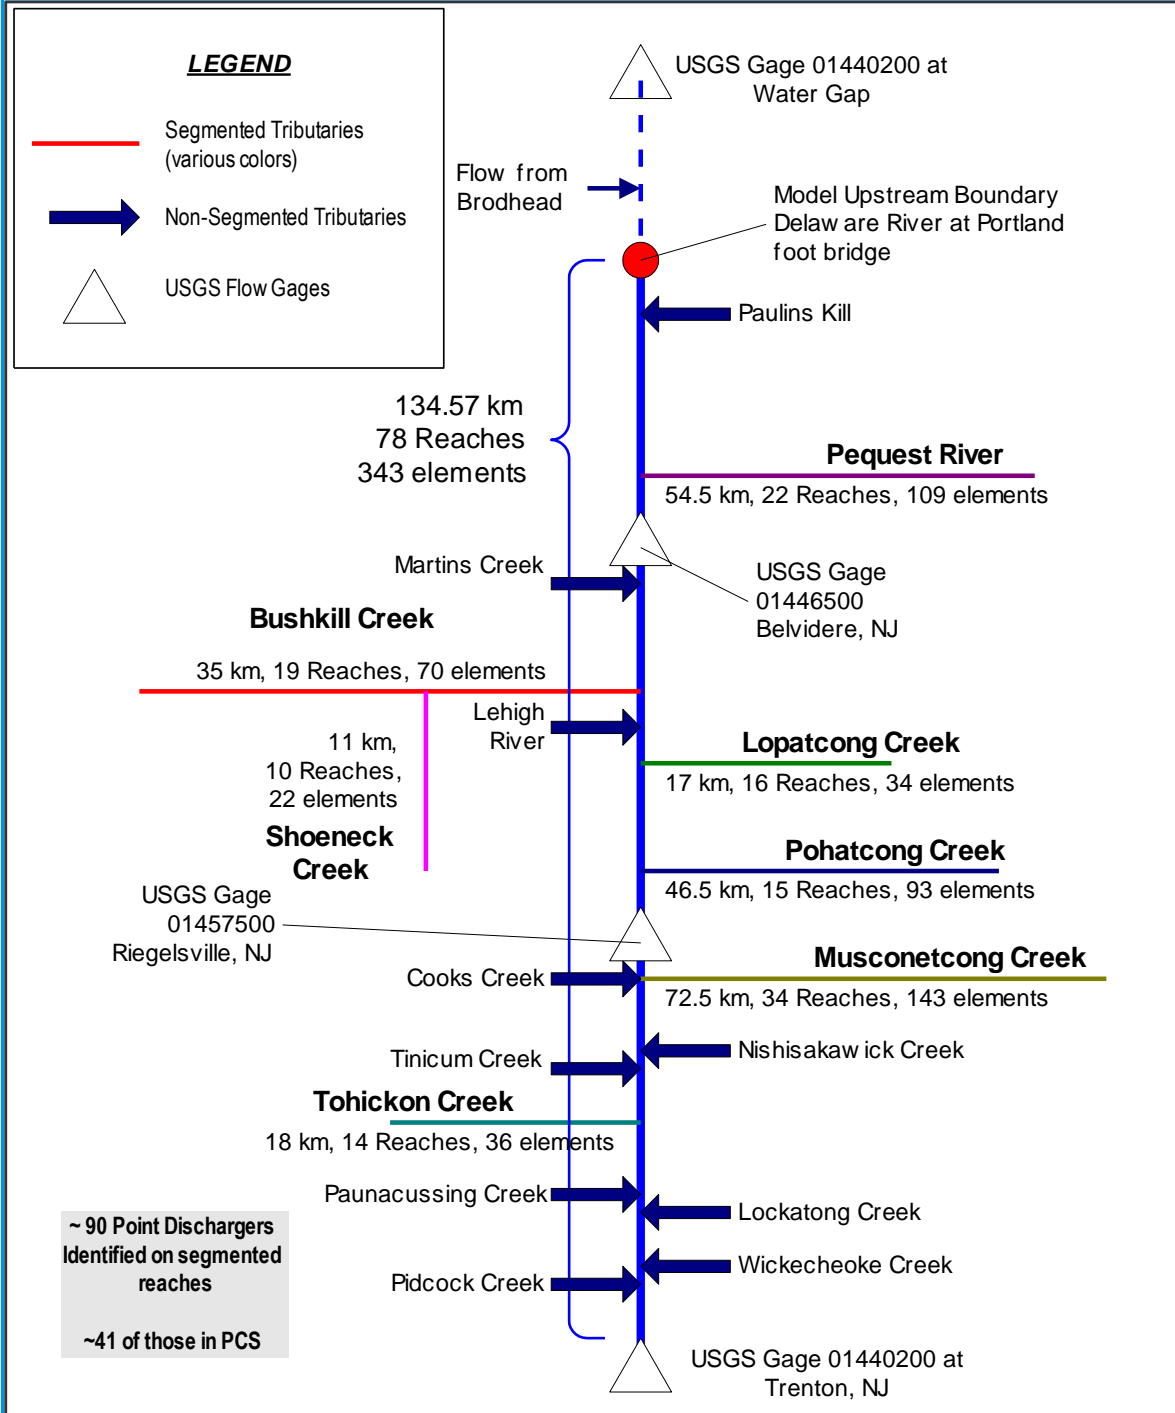 LEGEND
Segmented Tributaries
(various colors)
Non-Segmented Tributaries
USGS Flow Gages
USGS Gage 01440200 at
Water Gap
Flow from
Brodhead
Model Upstream Boundary
Delaware River at Portland
foot bridge
Paulins Kill
134.57 km
78 Reaches
343 elements
Pequest River
54.5 km, 22 Reaches, 109 elements
Martins Creek
USGS Gage
01446500
Belvidere, NJ
Bushkill Creek
35 km, 19 Reaches, 70 elements
Lehigh
River
11 km,
10 Reaches,
22 elements
Shoeneck
Creek
Lopatcong Creek
17 km, 16 Reaches, 34 elements
Pohatcong Creek
46.5 km, 15 Reaches, 93 elements
USGS Gage
01457500
Riegelsville, NJ
Musconetcong Creek
72.5 km, 34 Reaches, 143 elements
Cooks Creek
Nishisakawick Creek
Tinicum Creek
Tohickon Creek
18 km, 14 Reaches, 36 elements
Paunacussing Creek
Lockatong Creek
Wickecheoke Creek
Pidcock Creek
~ 90 Point Dischargers
Identified on segmented
reaches
~41 of those in PCS
USGS Gage 01440200 at
Trenton, NJ